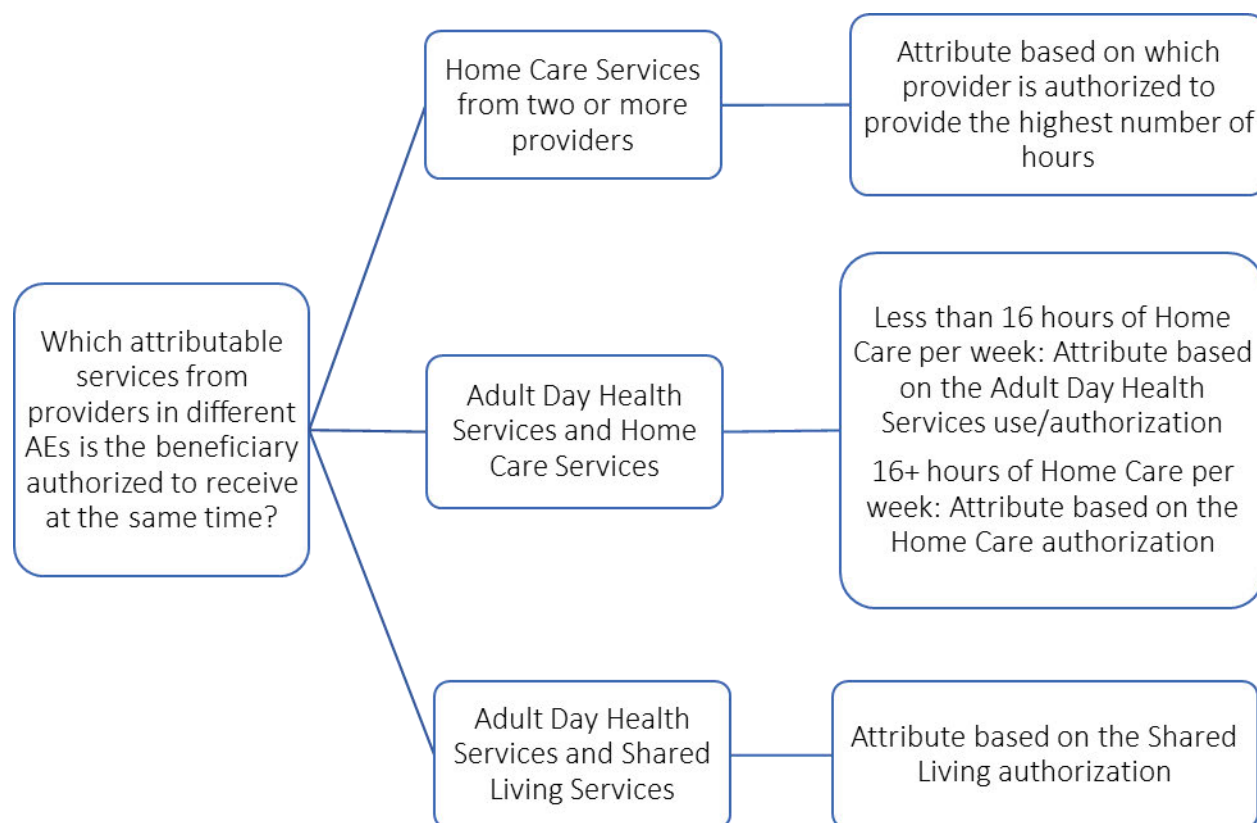 Which attributable
services from
providers in different
AEs is the beneficiary
authorized to receive
at the same time?
Home Care Services
from two or more
providers
Attribute based on which
provider is authorized to
provide the highest number of
hours
Adult Day Health
Services and Home
Care Services
Less than 16 hours of Home
Care per week: Attribute based
on the Adult Day Health
Services use/authorization
16+ hours of Home Care per
week: Attribute based on the
Home Care authorization
Adult Day Health
Services and Shared
Living Services
Attribute based on the Shared
Living authorization